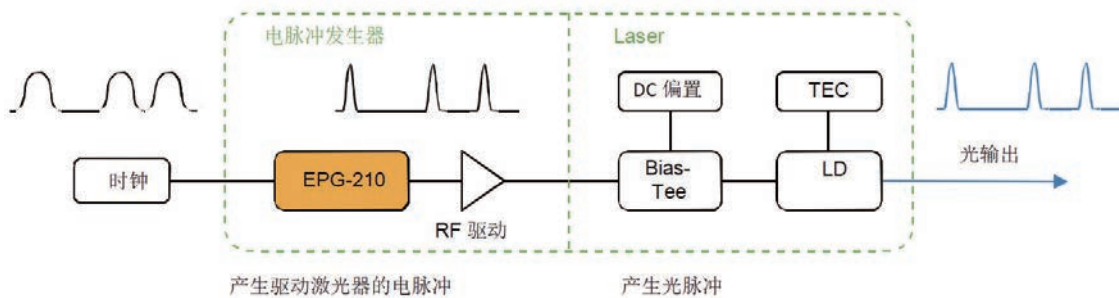 电脉冲发生器
Laser
DC 偏置
TEC
时钟
EPG-210
RF 驱动
Bias-
Tee
LD
光输出
产生驱动激光器的电脉冲
产生光脉冲